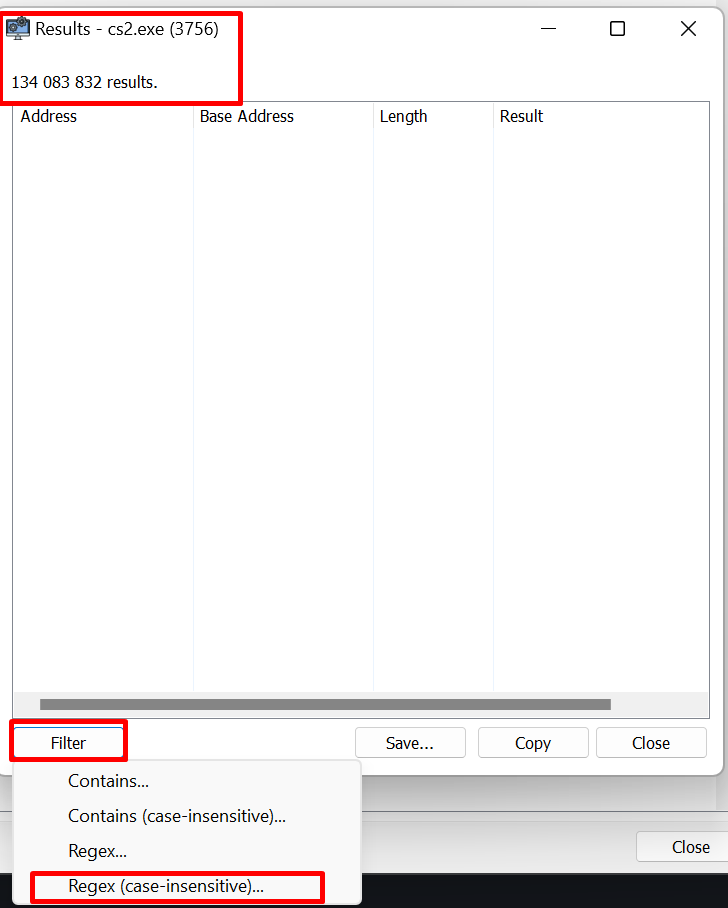 Results - cs2.exe (3756)
134 083 832 results.
Address Base Address Length Result
Filter Save... Copy Close
Contains...
Contains (case-insensitive)...
Regex...
Close
Regex (case-insensitive)...